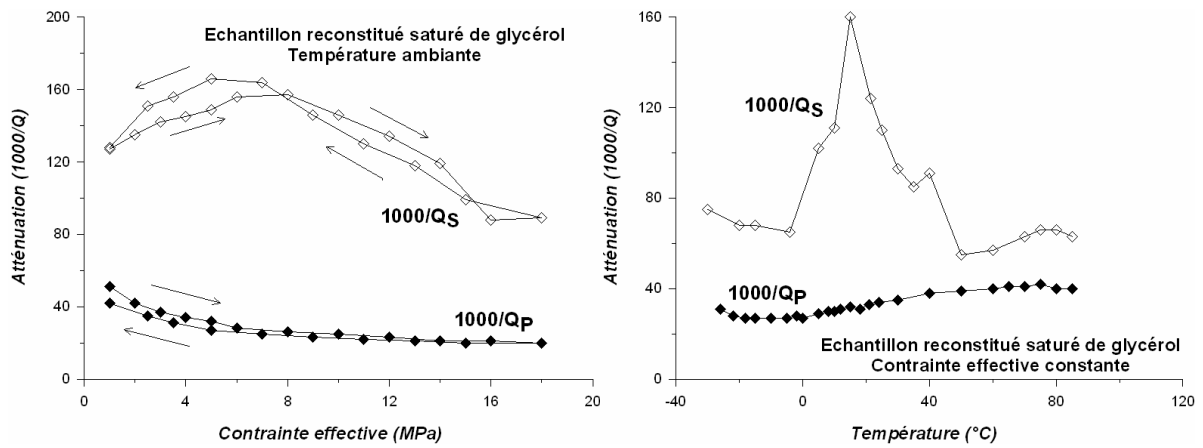 200
160
120
80
40
0
Atténuation (1000/Q)
Echantillon reconstitué saturé de glycérol
Température ambiante
1000/QS
1000/QP
0
4
8
12
16
20
Contrainte effective (MPa)
160
120
80
40
0
Atténuation (1000/Q)
1000/QS
1000/QP
Echantillon reconstitué saturé de glycérol
Contrainte effective constante
-40
0
40
80
120
Température (°C)